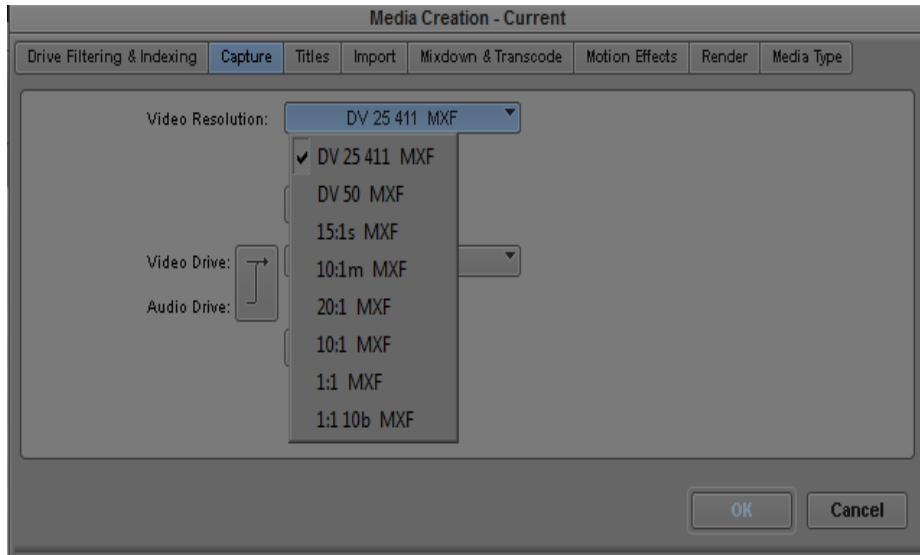 Media Creation - Current
Drive Filtering & Indexing Capture Titles Import Mixdown & Transcode Motion Effects Render Media Type
Video Resolution: DV 25 411 MXF
DV 25 411 MXF
DV 50 MXF
15:1s MXF
10:1m MXF
20:1 MXF
10:1 MXF
1:1 MXF
1:1 10b MXF
Video Drive:
Audio Drive:
OK Cancel